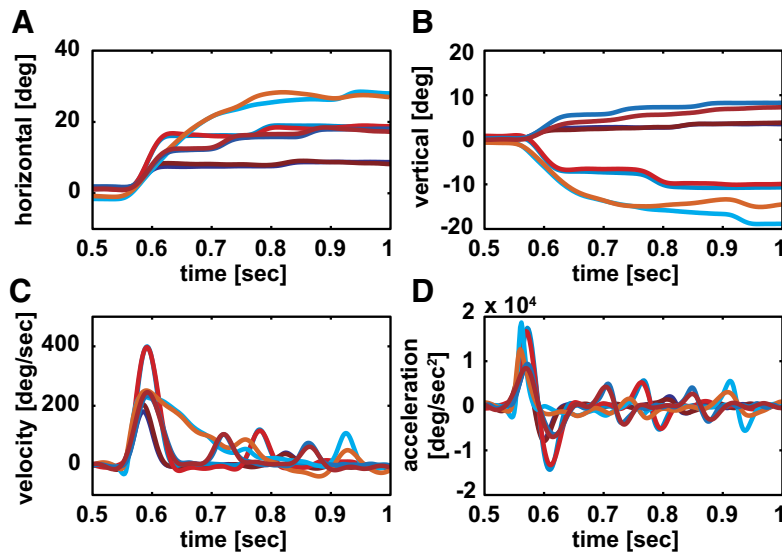 A
B
40
20
0
horizontal [deg]
0.5 0.6 0.7 0.8 0.9 1
time [sec]
20
10
0
-10
-20
vertical [deg]
0.5 0.6 0.7 0.8 0.9 1
time [sec]
C
D
400
200
0
velocity [deg/sec]
0.5 0.6 0.7 0.8 0.9 1
time [sec]
x 10⁴
2
1
0
-1
-2
acceleration
[deg/sec²]
0.5 0.6 0.7 0.8 0.9 1
time [sec]